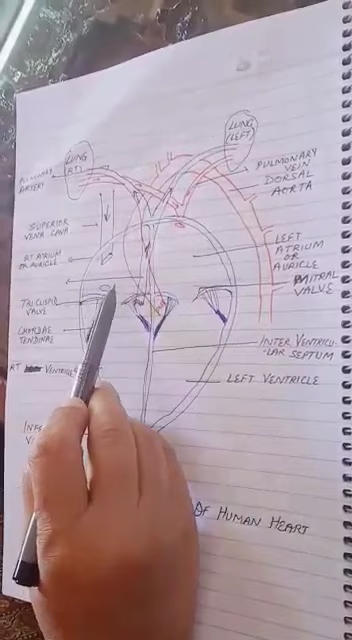 LUNG
(RT)
LUNG
(LEFT)
PULMONARY
ARTERY
PULMONARY
VEIN
DORSAL
AORTA
SUPERIOR
VENA CAVA
RT ATRIUM
OR AURICLE
LEFT
ATRIUM OR
AURICLE
MITRAL
VALVE
TRICUSPID
VALVE
CHORDAE
TENDINAE
INTER VENTRICU-
LAR SEPTUM
RT VENTRICLE
LEFT VENTRICLE
OF HUMAN HEART